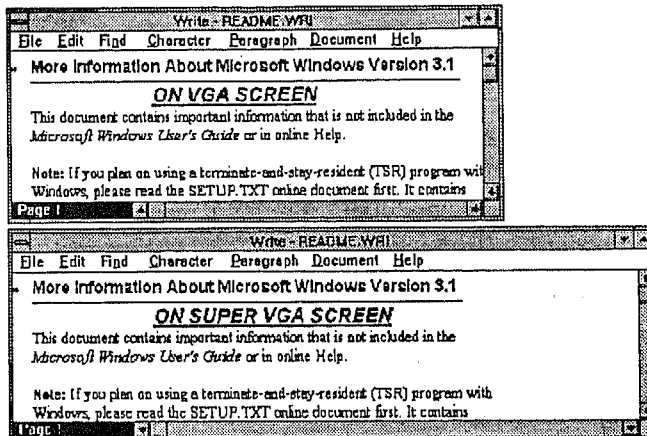 Write - README.WRI
File Edit Find Character Paragraph Document Help
More Information About Microsoft Windows Version 3.1
ON VGA SCREEN
This document contains important information that is not included in the
Microsoft Windows User's Guide or in online Help.
Note: If you plan on using a terminate-and-stay-resident (TSR) program wit
Windows, please read the SETUP.TXT online document first. It contains
Page 1
Write - README.WRI
File Edit Find Character Paragraph Document Help
More Information About Microsoft Windows Version 3.1
ON SUPER VGA SCREEN
This document contains important information that is not included in the
Microsoft Windows User's Guide or in online Help.
Note: If you plan on using a terminate-and-stay-resident (TSR) program with
Windows, please read the SETUP.TXT online document first. It contains
Page 1